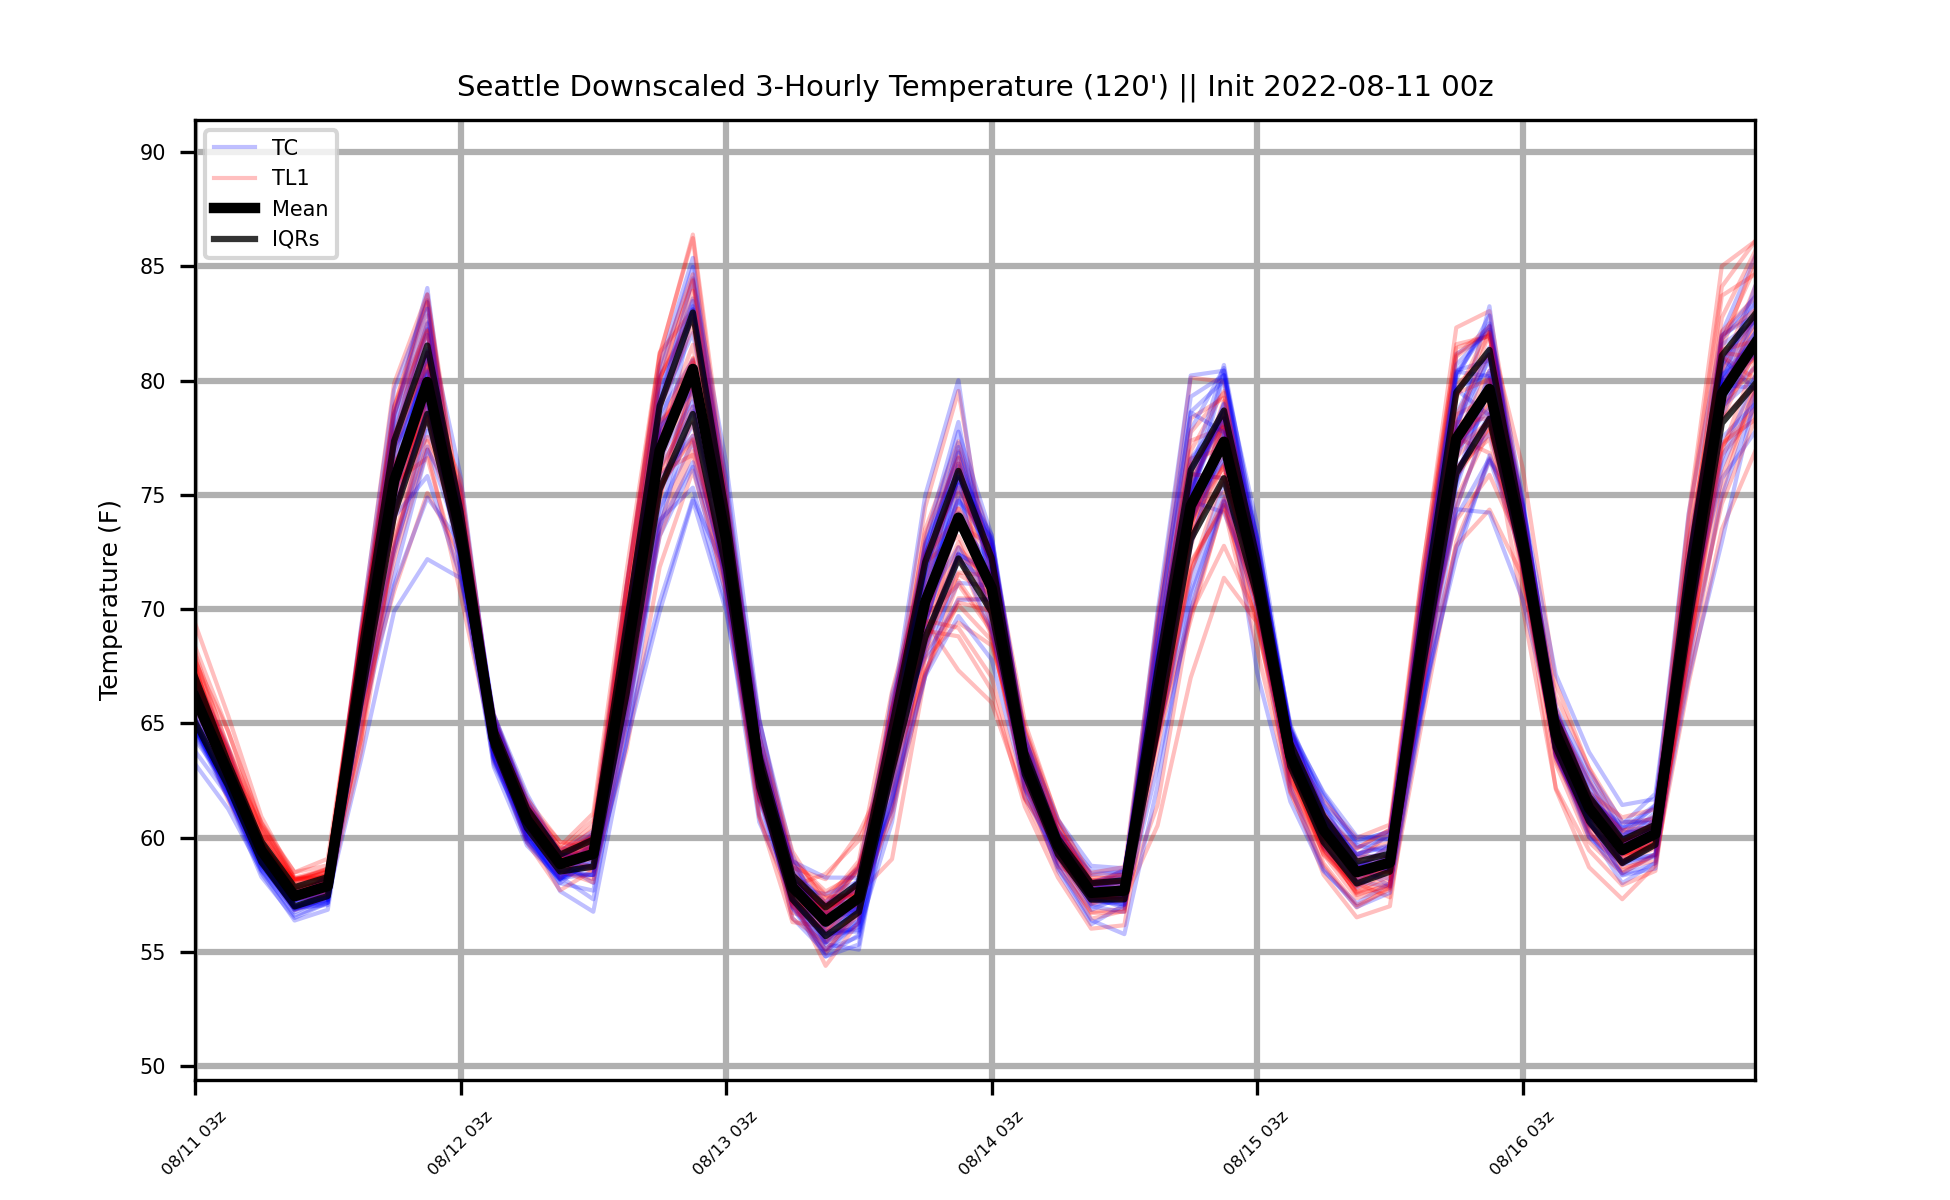 Seattle Downscaled 3-Hourly Temperature (120') || Init 2022-08-11 00z
TC
TL1
Mean
IQRs
Temperature (F)
90
85
80
75
70
65
60
55
50
08/11 03z
08/12 03z
08/13 03z
08/14 03z
08/15 03z
08/16 03z